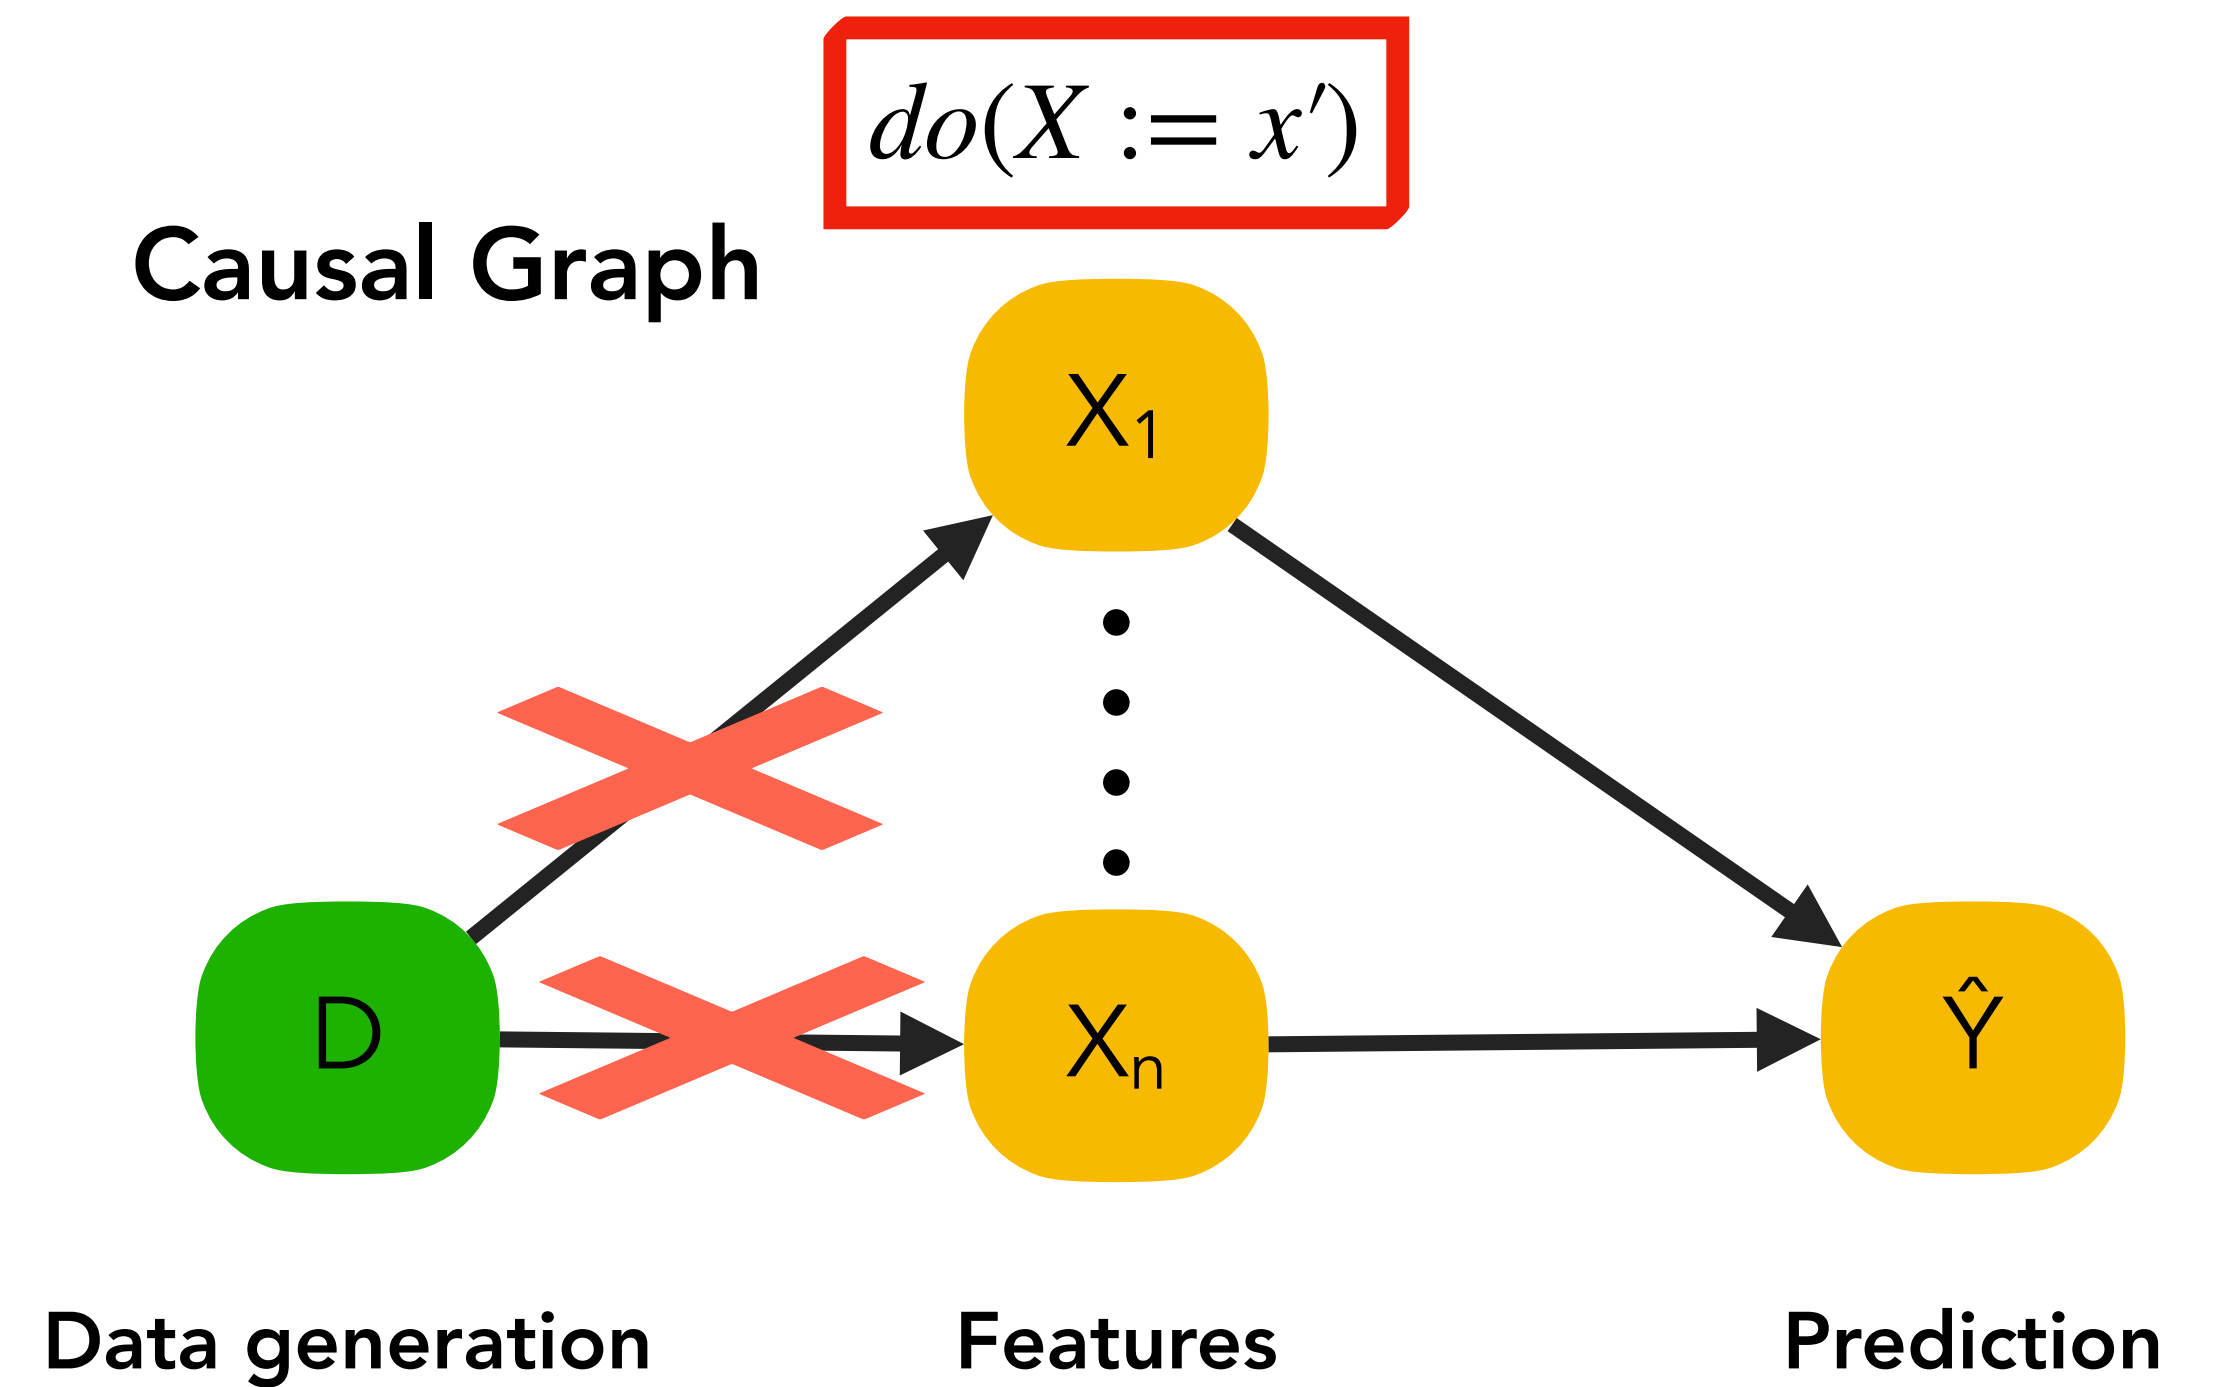 do(X := x′)
Causal Graph
X₁
D
Xₙ
Ŷ
Data generation
Features
Prediction